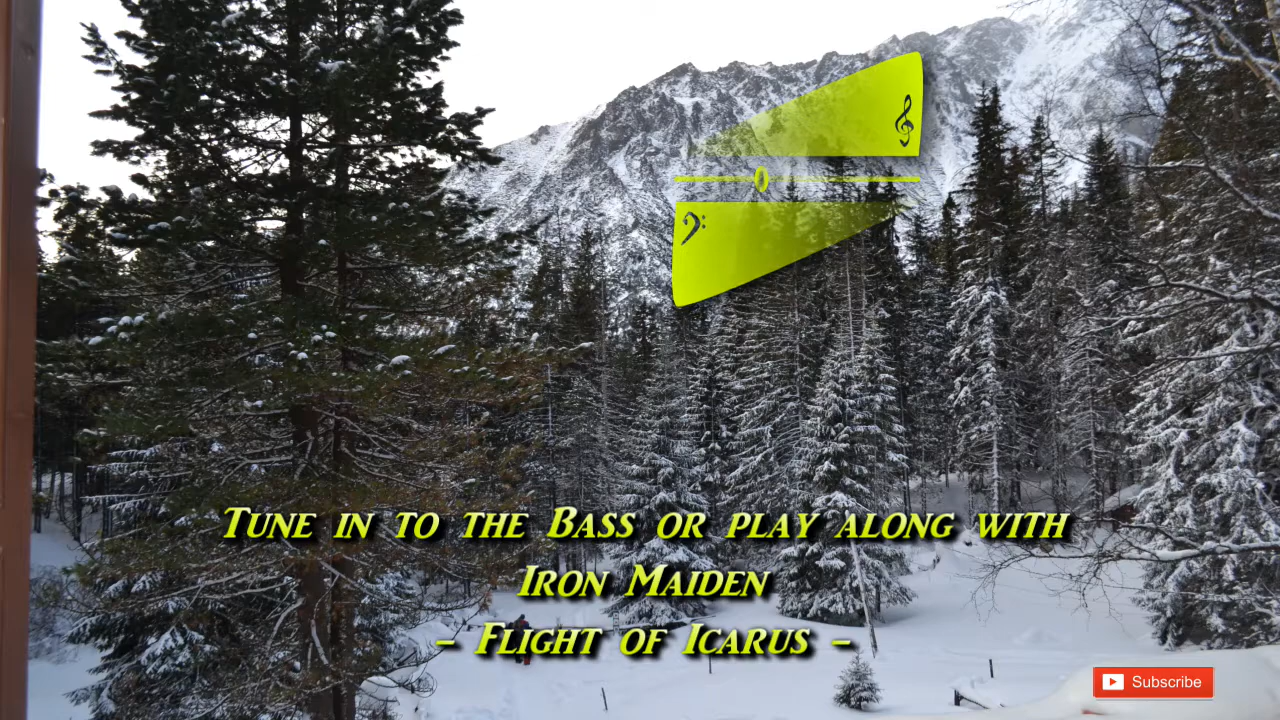 Tune in to the Bass or play along with
Iron Maiden
- Flight of Icarus -
Subscribe